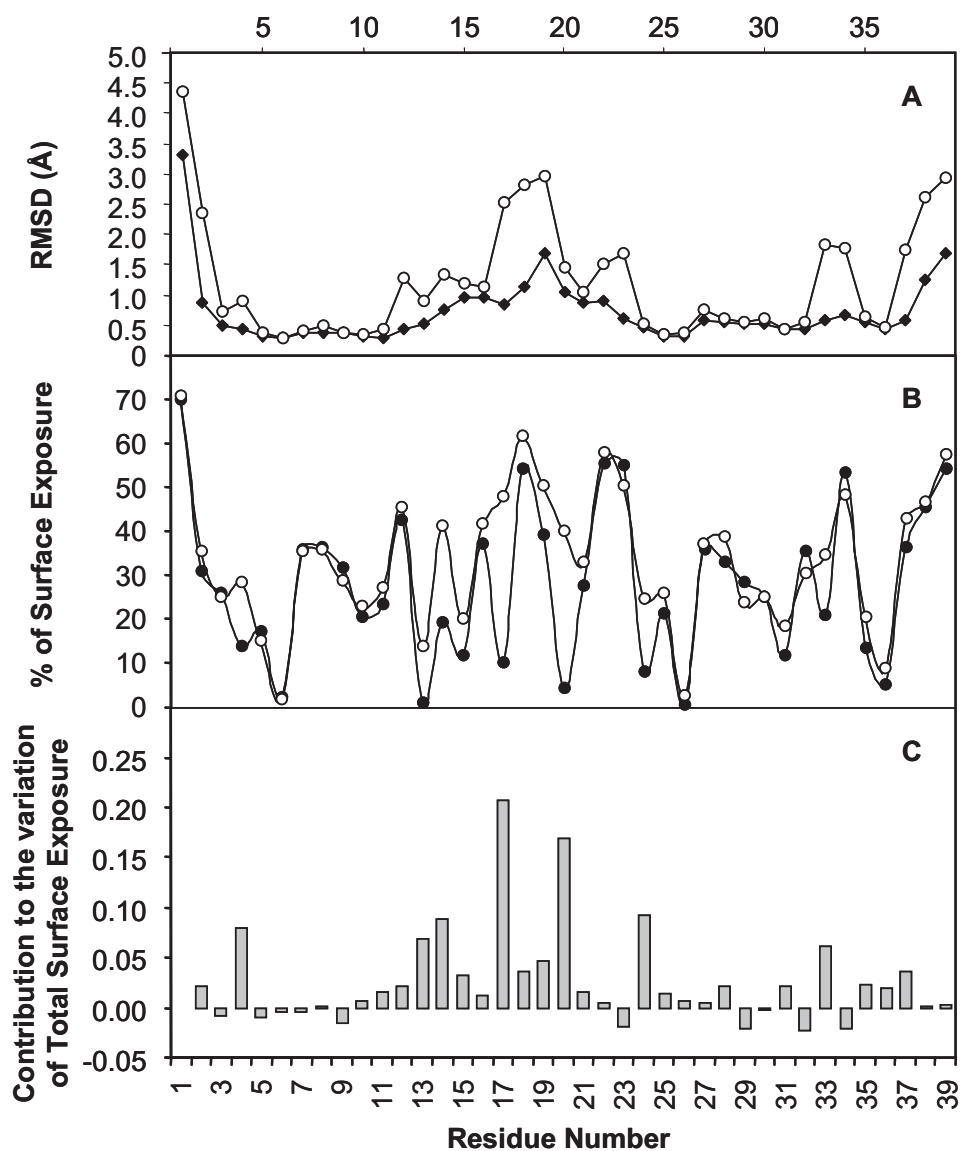 5 10 15 20 25 30 35
A
RMSD (Å)
5.0
4.5
4.0
3.5
3.0
2.5
2.0
1.5
1.0
0.5
0
B
% of Surface Exposure
70
60
50
40
30
20
10
0
C
Contribution to the variation
of Total Surface Exposure
0.25
0.20
0.15
0.10
0.05
0.00
-0.05
1 3 5 7 9 11 13 15 17 19 21 23 25 27 29 31 33 35 37 39
Residue Number